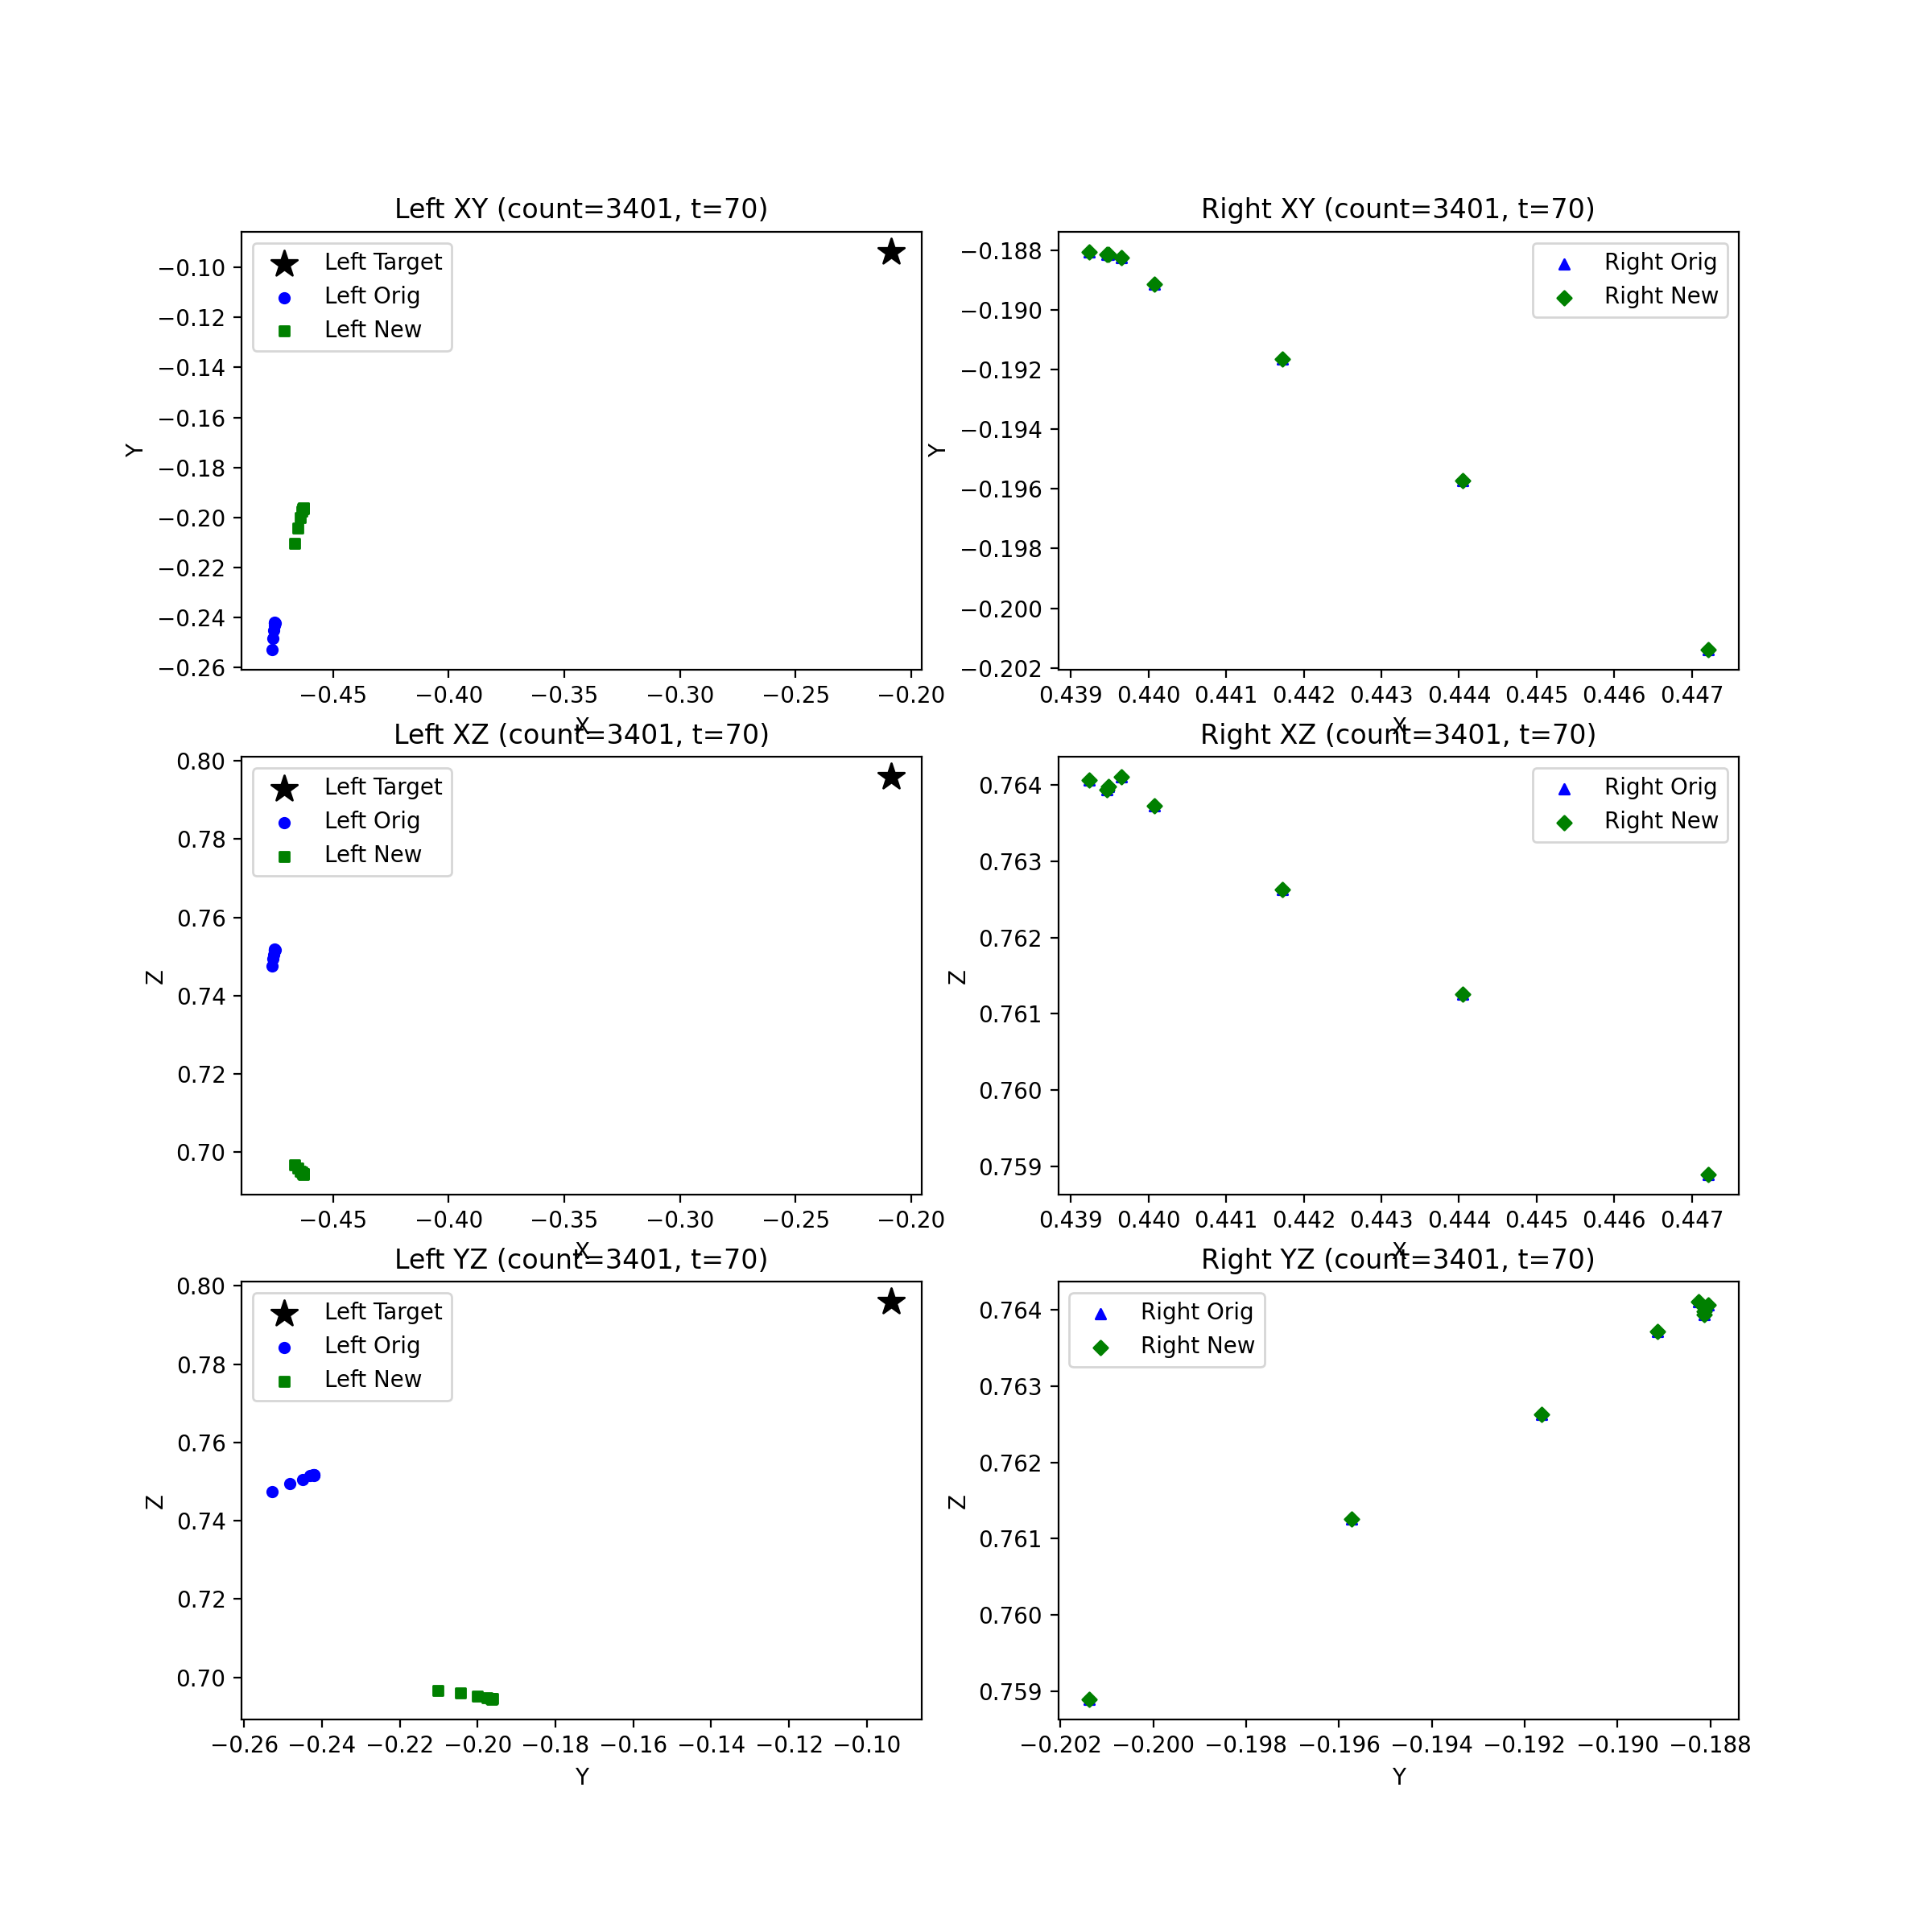 Left XY (count=3401, t=70)
Left Target
Left Orig
Left New
−0.10
−0.12
−0.14
−0.16
−0.18
−0.20
−0.22
−0.24
−0.26
Y
−0.45 −0.40 −0.35 −0.30 −0.25 −0.20
X
Right XY (count=3401, t=70)
Right Orig
Right New
−0.188
−0.190
−0.192
−0.194
−0.196
−0.198
−0.200
−0.202
Y
0.439 0.440 0.441 0.442 0.443 0.444 0.445 0.446 0.447
X
Left XZ (count=3401, t=70)
Left Target
Left Orig
Left New
0.80
0.78
0.76
0.74
0.72
0.70
Z
−0.45 −0.40 −0.35 −0.30 −0.25 −0.20
X
Right XZ (count=3401, t=70)
Right Orig
Right New
0.764
0.763
0.762
0.761
0.760
0.759
Z
0.439 0.440 0.441 0.442 0.443 0.444 0.445 0.446 0.447
X
Left YZ (count=3401, t=70)
Left Target
Left Orig
Left New
0.80
0.78
0.76
0.74
0.72
0.70
Z
−0.26 −0.24 −0.22 −0.20 −0.18 −0.16 −0.14 −0.12 −0.10
Y
Right YZ (count=3401, t=70)
Right Orig
Right New
0.764
0.763
0.762
0.761
0.760
0.759
Z
−0.202 −0.200 −0.198 −0.196 −0.194 −0.192 −0.190 −0.188
Y